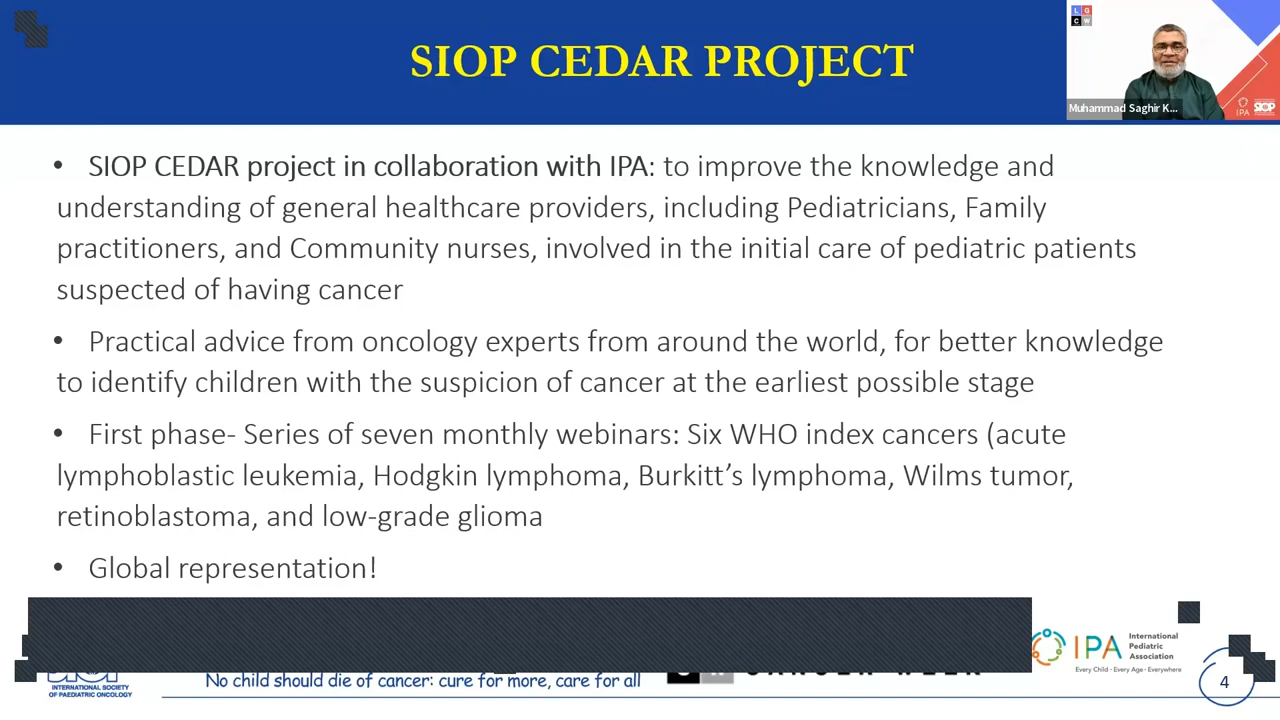 SIOP CEDAR PROJECT
L G
C W
Muhammad Saghir K...
IPA SIOP
• SIOP CEDAR project in collaboration with IPA: to improve the knowledge and
understanding of general healthcare providers, including Pediatricians, Family
practitioners, and Community nurses, involved in the initial care of pediatric patients
suspected of having cancer
• Practical advice from oncology experts from around the world, for better knowledge
to identify children with the suspicion of cancer at the earliest possible stage
• First phase- Series of seven monthly webinars: Six WHO index cancers (acute
lymphoblastic leukemia, Hodgkin lymphoma, Burkitt’s lymphoma, Wilms tumor,
retinoblastoma, and low-grade glioma
• Global representation!
INTERNATIONAL SOCIETY
OF PAEDIATRIC ONCOLOGY
No child should die of cancer: cure for more, care for all
IPA
International
Pediatric
Association
Every Child - Every Age - Everywhere
4